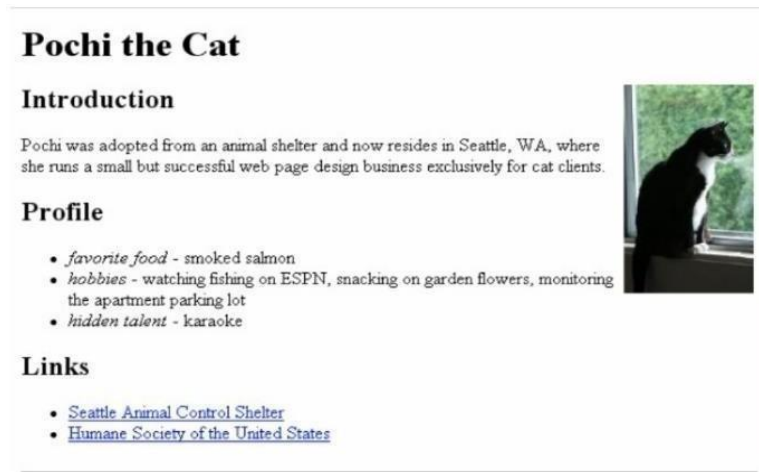 Pochi the Cat
Introduction
Pochi was adopted from an animal shelter and now resides in Seattle, WA, where
she runs a small but successful web page design business exclusively for cat clients.
Profile
• favorite food - smoked salmon
• hobbies - watching fishing on ESPN, snacking on garden flowers, monitoring
the apartment parking lot
• hidden talent - karaoke
Links
• Seattle Animal Control Shelter
• Humane Society of the United States